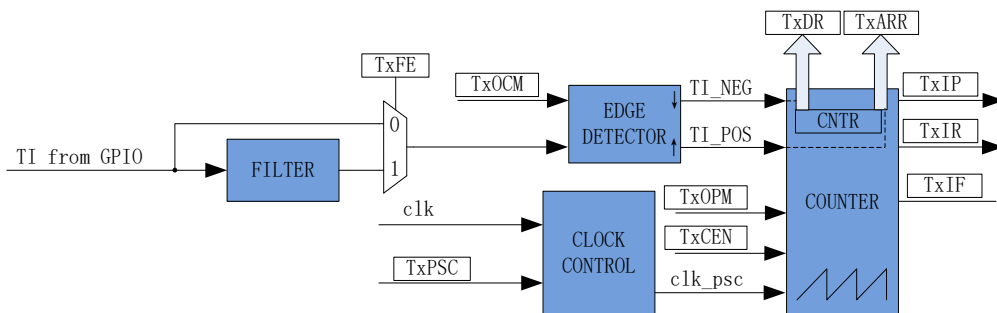 TxDR
TxARR
TxFE
TxOCM
TI_NEG
TxIP
EDGE
DETECTOR
CNTR
0
TI_POS
TxIR
TI from GPIO
FILTER
1
TxOPM
TxIF
clk
COUNTER
CLOCK
CONTROL
TxCEN
TxPSC
clk_psc